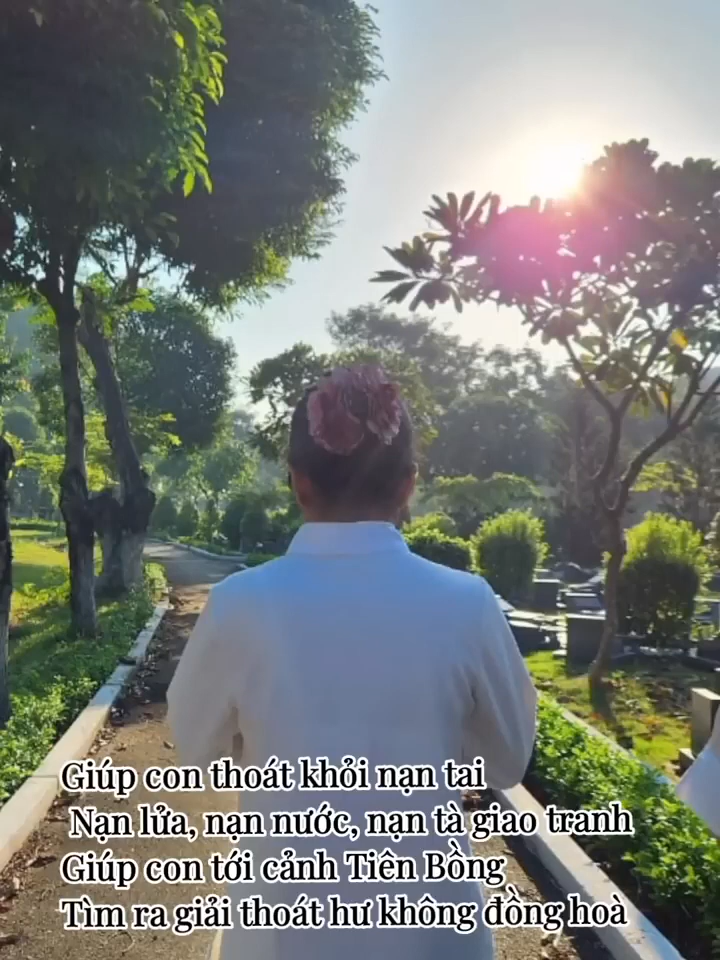 Giúp con thoát khỏi nạn tai
Nạn lửa, nạn nước, nạn tà giao tranh
Giúp con tới cảnh Tiên Bồng
Tìm ra giải thoát hư không đồng hoà